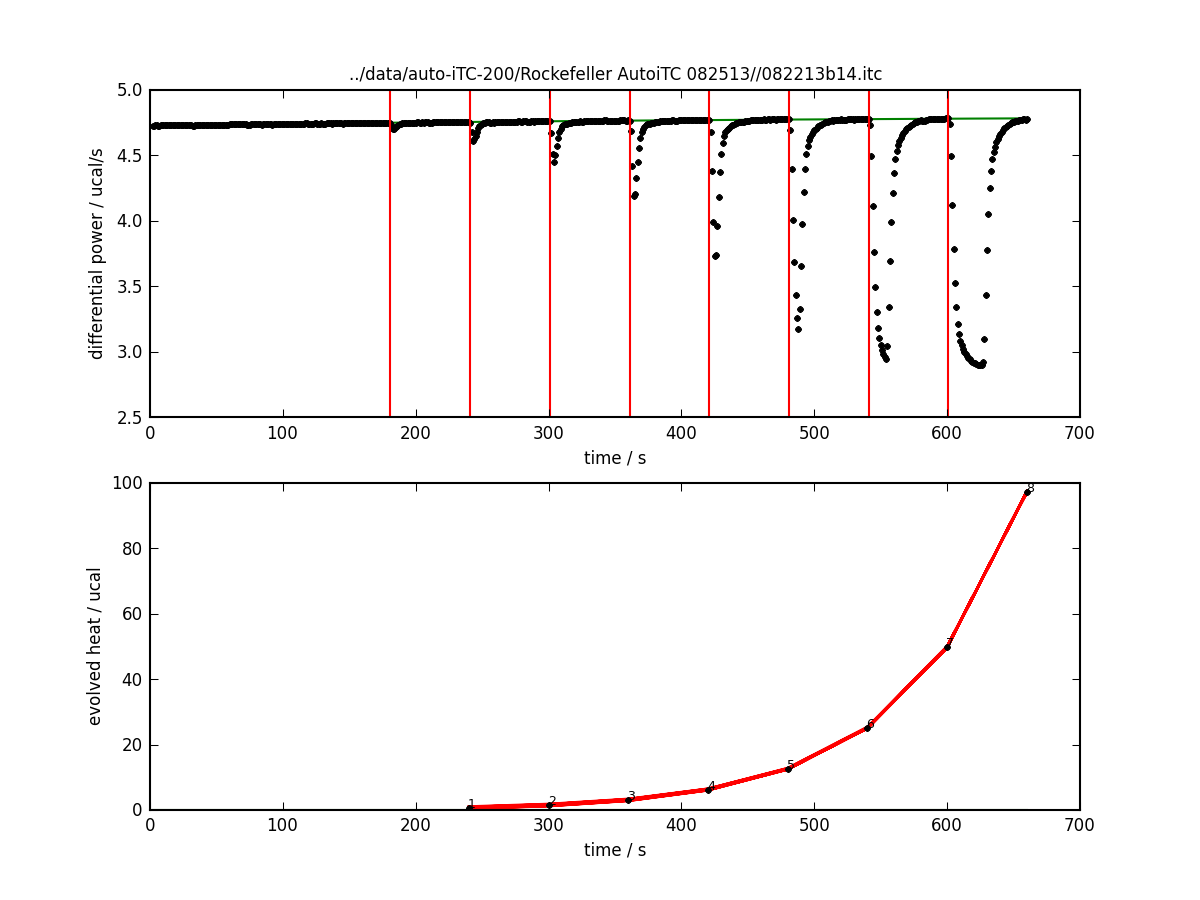 ../data/auto-iTC-200/Rockefeller AutoiTC 082513//082213b14.itc
5.0
4.5
4.0
3.5
3.0
2.5
differential power / ucal/s
0 100 200 300 400 500 600 700
time / s
100
80
60
40
20
0
evolved heat / ucal
1 2 3 4 5 6 7 8
0 100 200 300 400 500 600 700
time / s